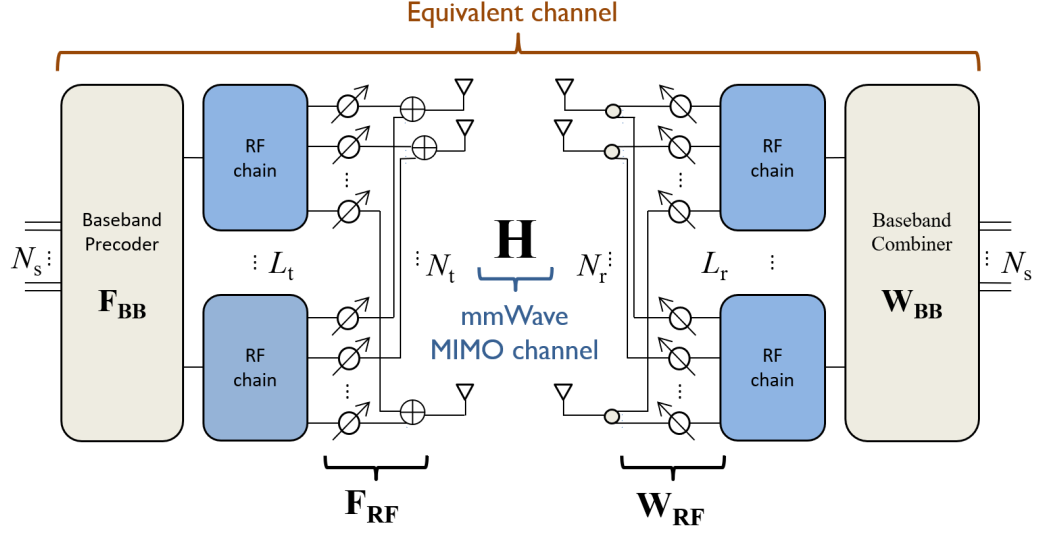 Equivalent channel
RF
chain
RF
chain
Baseband
Precoder
Baseband
Combiner
N_s
L_t
N_t
H
N_r
L_r
N_s
F_BB
W_BB
mmWave
MIMO channel
RF
chain
RF
chain
F_RF
W_RF